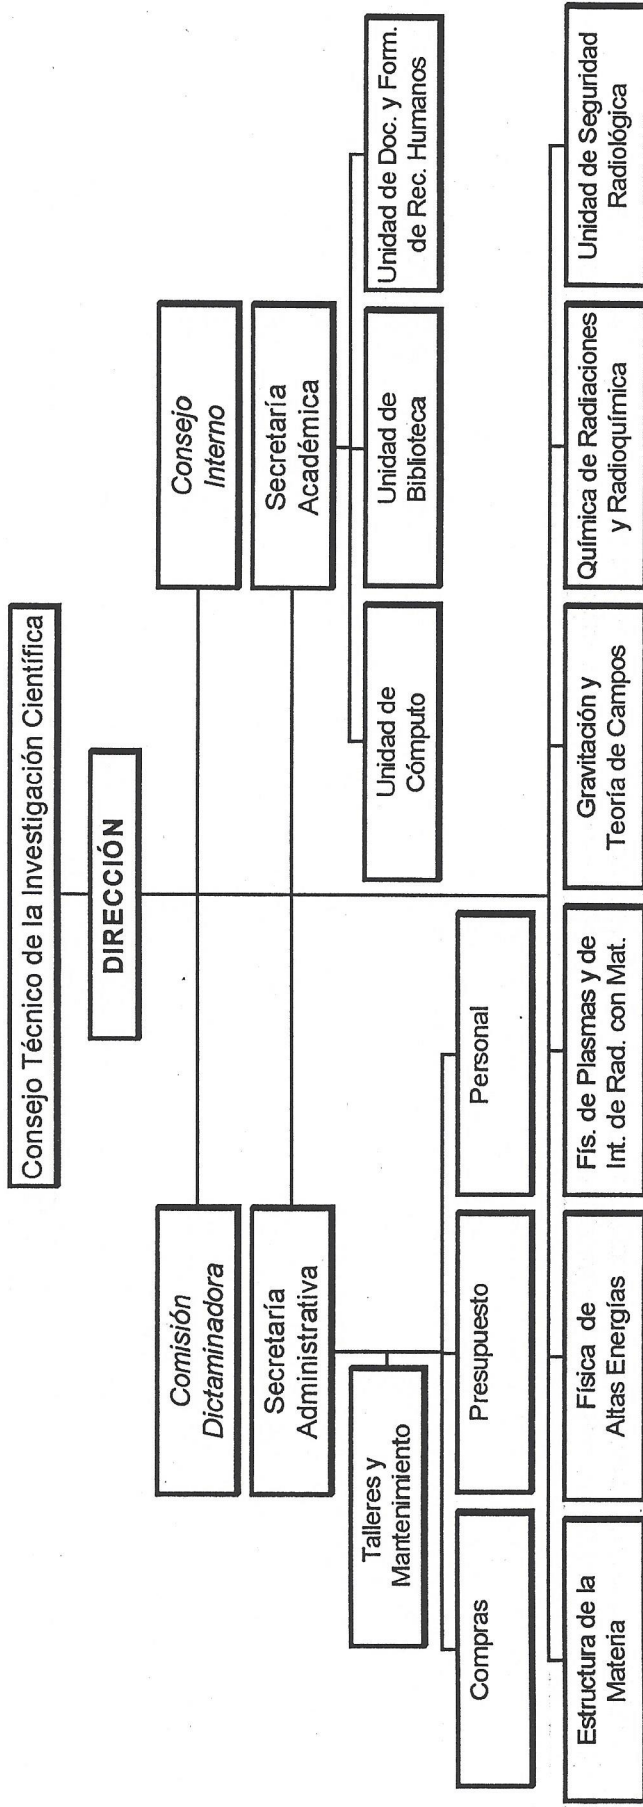 Consejo Técnico de la Investigación Científica
DIRECCIÓN
Comisión
Dictaminadora
Consejo
Interno
Secretaría
Administrativa
Secretaría
Académica
Talleres y
Mantenimiento
Unidad de
Cómputo
Unidad de
Biblioteca
Unidad de Doc. y Form.
de Rec. Humanos
Compras
Presupuesto
Personal
Estructura de la
Materia
Física de
Altas Energías
Fís. de Plasmas y de
Int. de Rad. con Mat.
Gravitación y
Teoría de Campos
Química de Radiaciones
y Radioquímica
Unidad de Seguridad
Radiológica